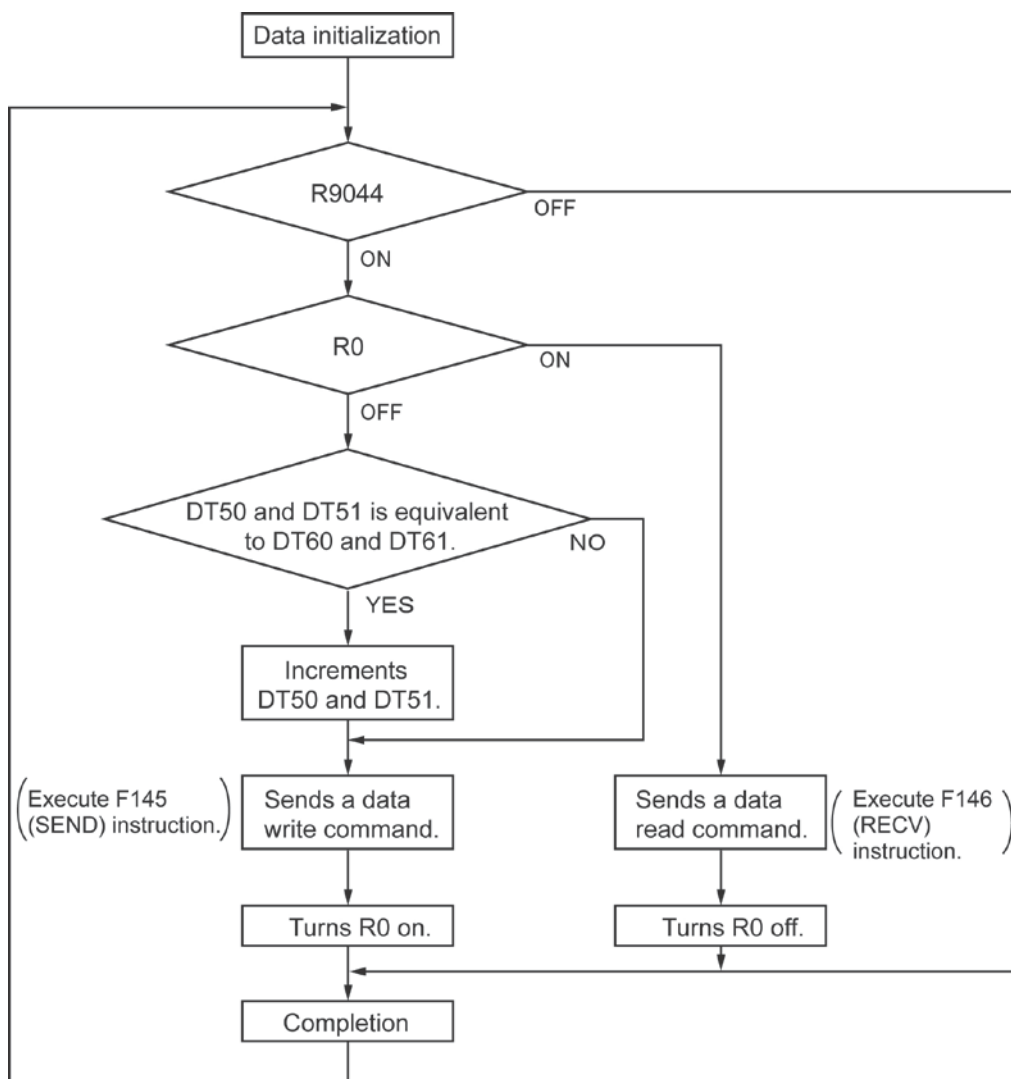 Data initialization
R9044
OFF
ON
R0
ON
OFF
DT50 and DT51 is equivalent
to DT60 and DT61.
NO
YES
Increments
DT50 and DT51.
(Execute F145
(SEND) instruction.)
Sends a data
write command.
Sends a data
read command.
(Execute F146
(RECV)
instruction.)
Turns R0 on.
Turns R0 off.
Completion